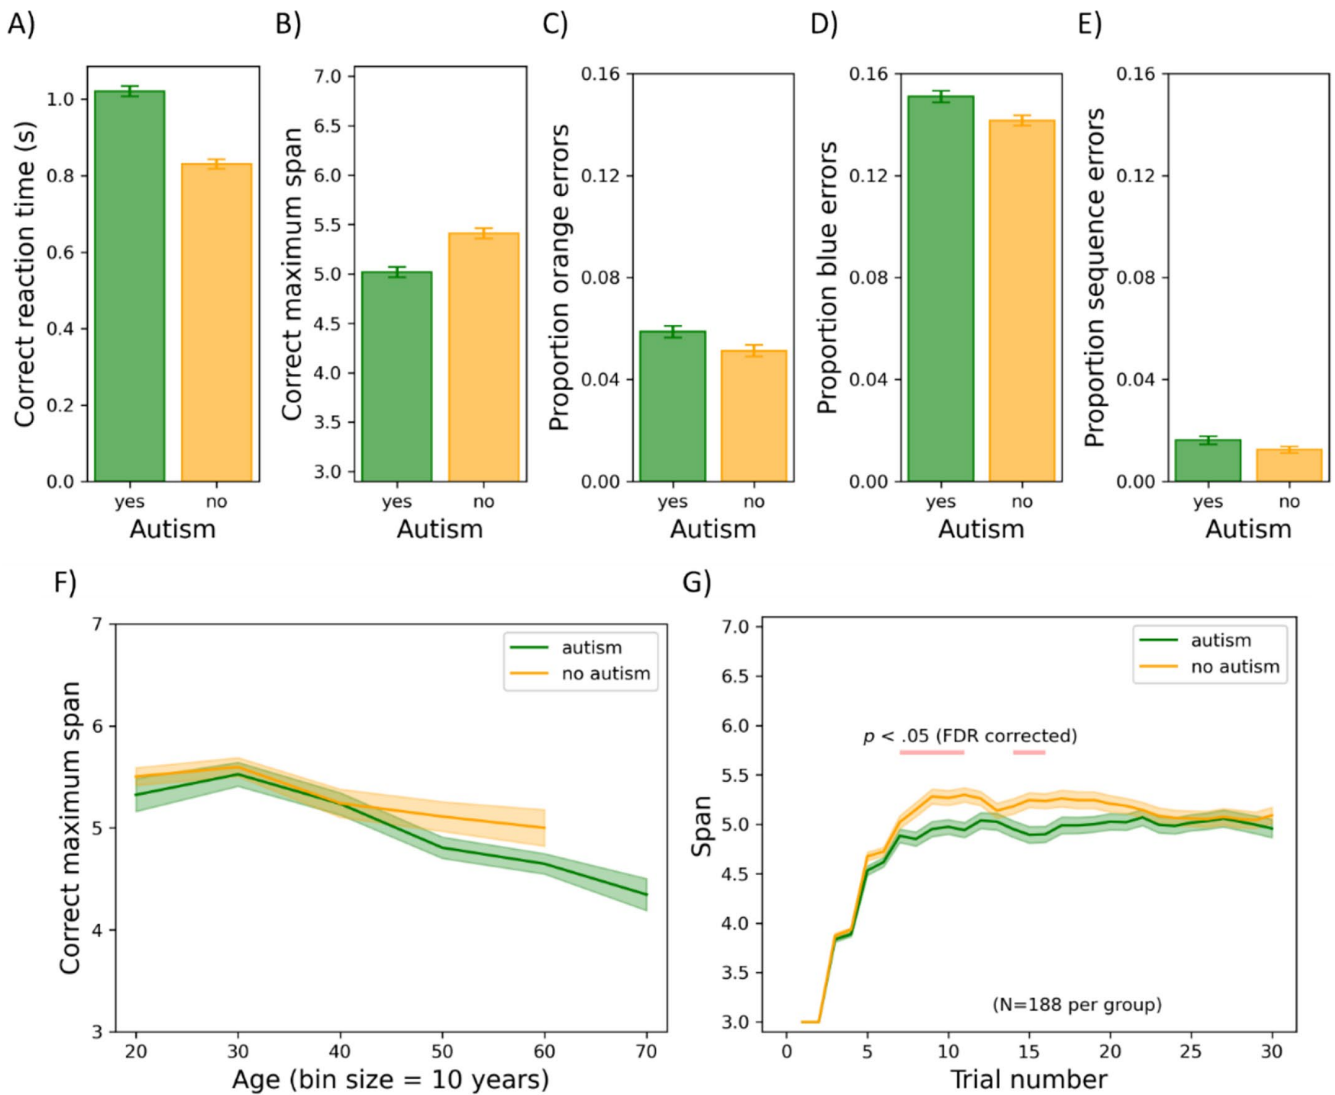 A)
Correct reaction time (s)
1.0
0.8
0.6
0.4
0.2
0.0
yes no
Autism
B)
Correct maximum span
7.0
6.5
6.0
5.5
5.0
4.5
4.0
3.5
3.0
yes no
Autism
C)
Proportion orange errors
0.16
0.12
0.08
0.04
0.00
yes no
Autism
D)
Proportion blue errors
0.16
0.12
0.08
0.04
0.00
yes no
Autism
E)
Proportion sequence errors
0.16
0.12
0.08
0.04
0.00
yes no
Autism
F)
Correct maximum span
7
6
5
4
3
autism
no autism
20 30 40 50 60 70
Age (bin size = 10 years)
G)
Span
7.0
6.5
6.0
5.5
5.0
4.5
4.0
3.5
3.0
autism
no autism
p < .05 (FDR corrected)
(N=188 per group)
0 5 10 15 20 25 30
Trial number